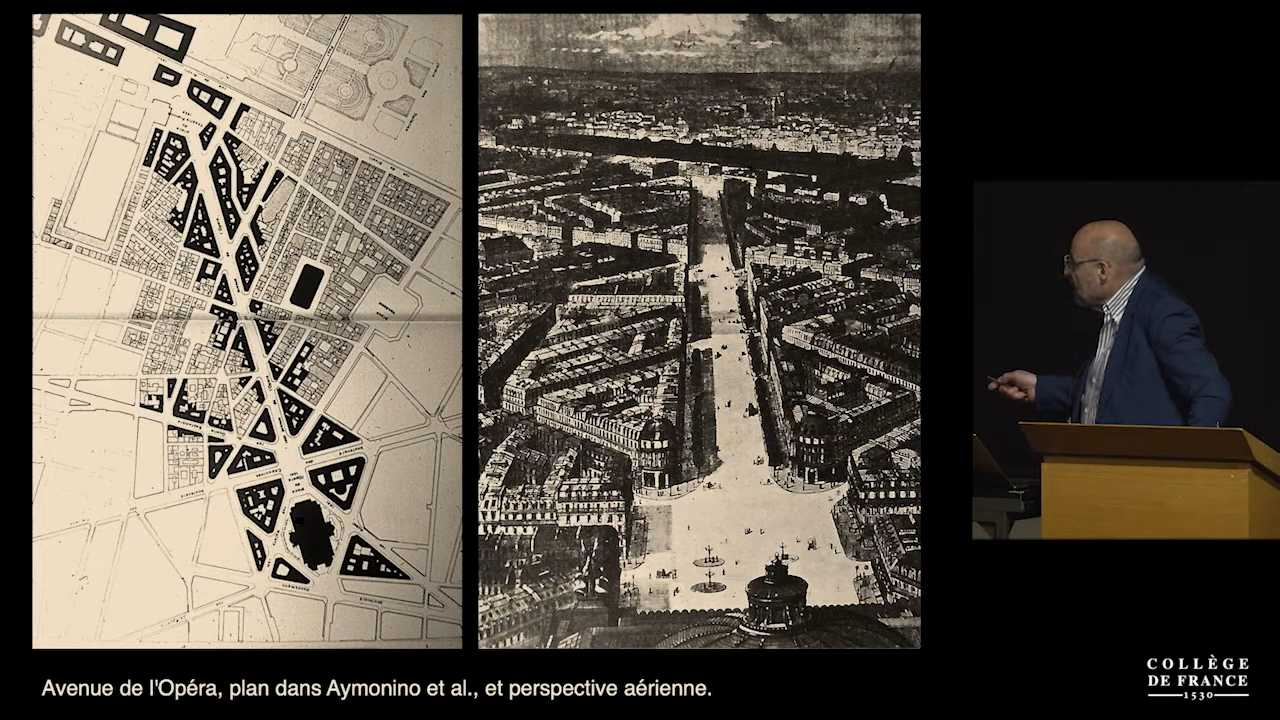 Avenue de l'Opéra, plan dans Aymonino et al., et perspective aérienne.
COLLÈGE
DE FRANCE
1530